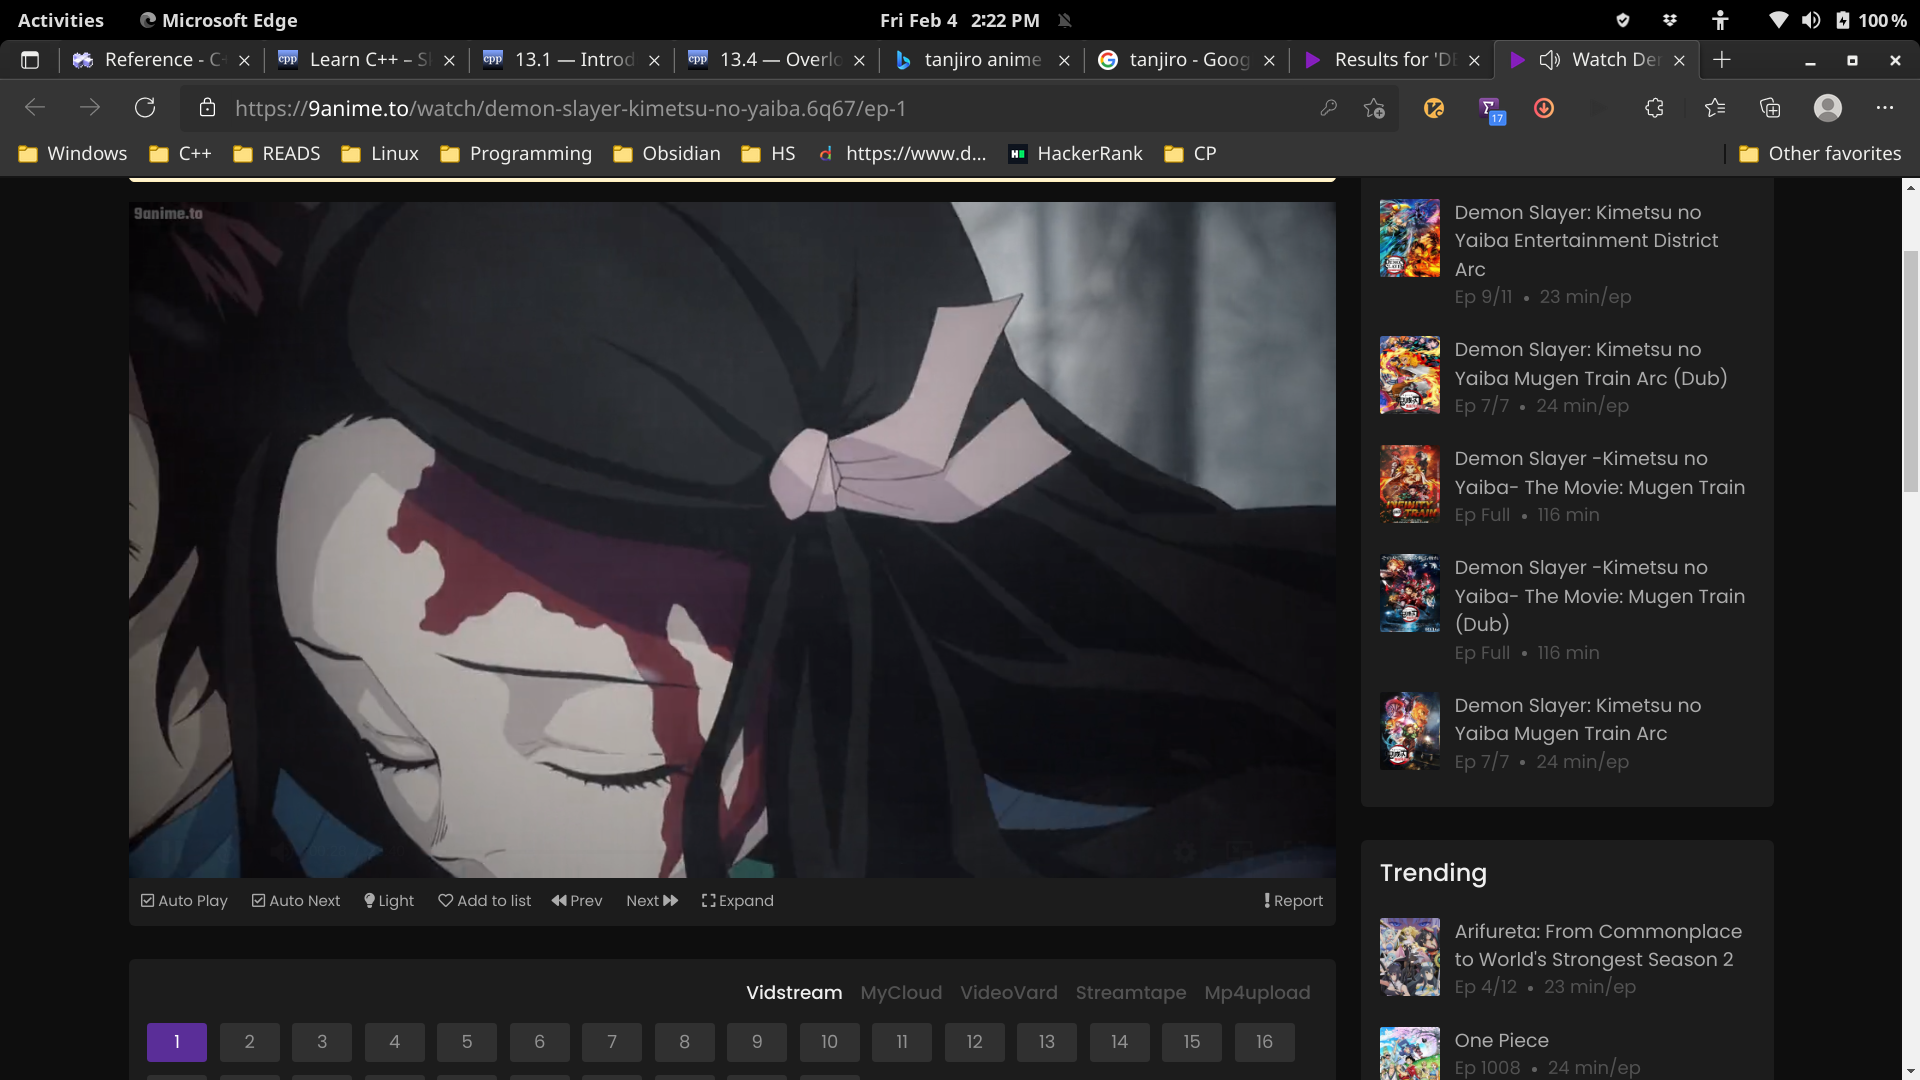 Activities
Microsoft Edge
Fri Feb 4 2:22 PM
100 %
Reference - C
Learn C++ – S
13.1 — Introd
13.4 — Overlo
tanjiro anime
tanjiro - Goog
Results for 'DE
Watch Der
https://9anime.to/watch/demon-slayer-kimetsu-no-yaiba.6q67/ep-1
17
Windows
C++
READS
Linux
Programming
Obsidian
HS
https://www.d...
HackerRank
CP
Other favorites
9anime.to
Demon Slayer: Kimetsu no
Yaiba Entertainment District
Arc
Ep 9/11 • 23 min/ep
Demon Slayer: Kimetsu no
Yaiba Mugen Train Arc (Dub)
Ep 7/7 • 24 min/ep
Demon Slayer -Kimetsu no
Yaiba- The Movie: Mugen Train
Ep Full • 116 min
Demon Slayer -Kimetsu no
Yaiba- The Movie: Mugen Train
(Dub)
Ep Full • 116 min
Demon Slayer: Kimetsu no
Yaiba Mugen Train Arc
Ep 7/7 • 24 min/ep
Auto Play
Auto Next
Light
Add to list
Prev
Next
Expand
Report
Vidstream MyCloud VideoVard Streamtape Mp4upload
1 2 3 4 5 6 7 8 9 10 11 12 13 14 15 16
Trending
Arifureta: From Commonplace
to World's Strongest Season 2
Ep 4/12 • 23 min/ep
One Piece
Ep 1008 • 24 min/ep